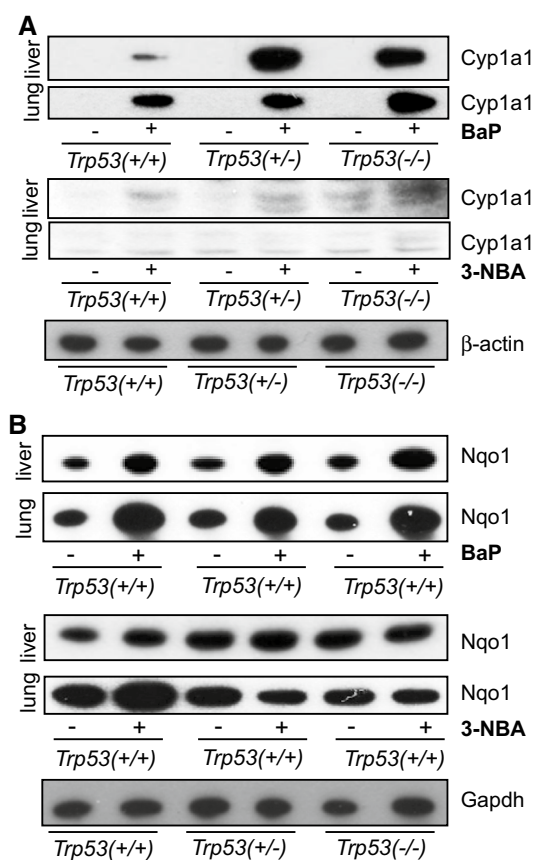 A
liver Cyp1a1
lung Cyp1a1
- + - + - + BaP
Trp53(+/+) Trp53(+/-) Trp53(-/-)
liver Cyp1a1
lung Cyp1a1
- + - + - + 3-NBA
Trp53(+/+) Trp53(+/-) Trp53(-/-)
β-actin
Trp53(+/+) Trp53(+/-) Trp53(-/-)
B
liver Nqo1
lung Nqo1
- + - + - + BaP
Trp53(+/+) Trp53(+/+) Trp53(+/+)
liver Nqo1
lung Nqo1
- + - + - + 3-NBA
Trp53(+/+) Trp53(+/+) Trp53(+/+)
Gapdh
Trp53(+/+) Trp53(+/-) Trp53(-/-)